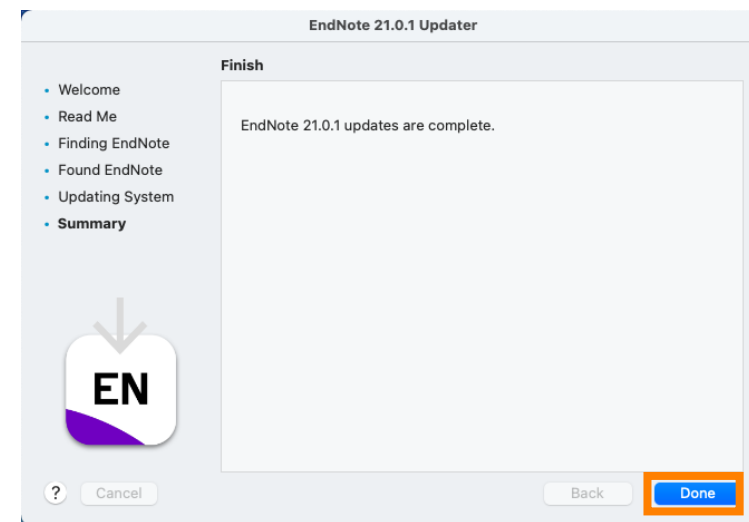 EndNote 21.0.1 Updater
Finish
• Welcome
• Read Me
• Finding EndNote
• Found EndNote
• Updating System
• Summary
EndNote 21.0.1 updates are complete.
EN
?
Cancel
Back
Done